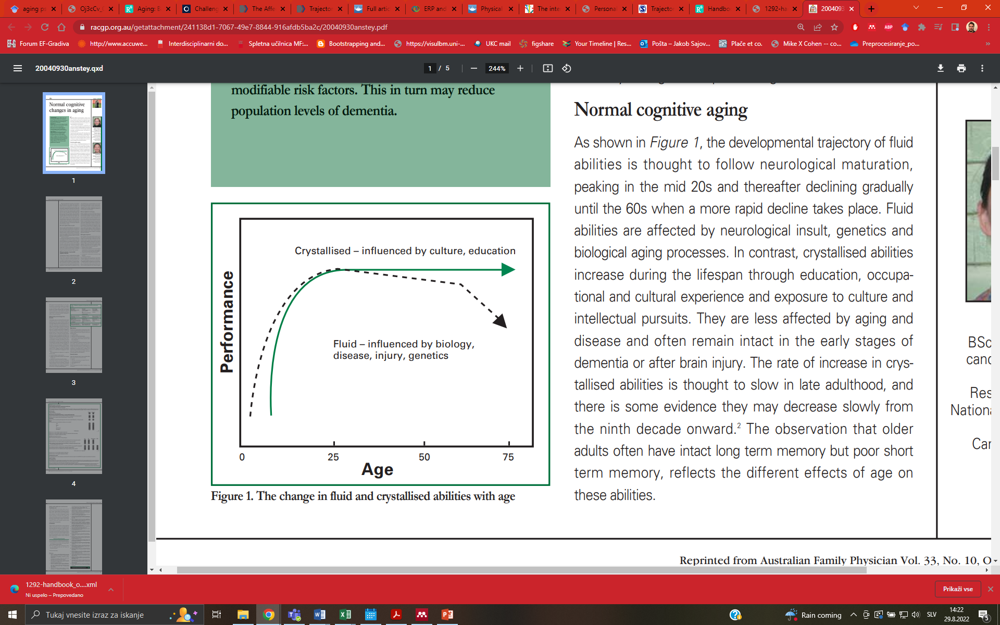 aging ps
Oj3cCv_
Aging: B
Challeng
The Affe
Trajector
Full artic
ERP and
Physical
The inte
Personal
Trajector
Handbo
1292-ha
2004093
racgp.org.au/getattachment/241138d1-7067-49e7-8844-916afdb5ba2c/20040930anstey.pdf
ABP
Forum EF-Gradiva
http://www.accuwe...
Interdisciplinarni do...
Spletna učilnica MF:...
Bootstrapping and...
https://visulbm.uni-...
UKC mail
figshare
Your Timeline | Res...
Pošta – Jakob Sajov...
Plače et co.
Mike X Cohen -- co...
Preprocesiranje_po...
20040930anstey.qxd
1 / 5
244%
Normal cognitive
changes in aging
1
2
3
4
modifiable risk factors. This in turn may reduce
population levels of dementia.
Performance
Crystallised – influenced by culture, education
Fluid – influenced by biology,
disease, injury, genetics
0 25 50 75
Age
Figure 1. The change in fluid and crystallised abilities with age
Normal cognitive aging
As shown in Figure 1, the developmental trajectory of fluid
abilities is thought to follow neurological maturation,
peaking in the mid 20s and thereafter declining gradually
until the 60s when a more rapid decline takes place. Fluid
abilities are affected by neurological insult, genetics and
biological aging processes. In contrast, crystallised abilities
increase during the lifespan through education, occupa-
tional and cultural experience and exposure to culture and
intellectual pursuits. They are less affected by aging and
disease and often remain intact in the early stages of
dementia or after brain injury. The rate of increase in crys-
tallised abilities is thought to slow in late adulthood, and
there is some evidence they may decrease slowly from
the ninth decade onward.2 The observation that older
adults often have intact long term memory but poor short
term memory, reflects the different effects of age on
these abilities.
BSc
canc
Res
Nationa
Car
Reprinted from Australian Family Physician Vol. 33, No. 10, O
1292-handbook_o....xml
Ni uspelo – Prepovedano
Prikaži vse
Tukaj vnesite izraz za iskanje
Rain coming
SLV
14:22
29.8.2022
5